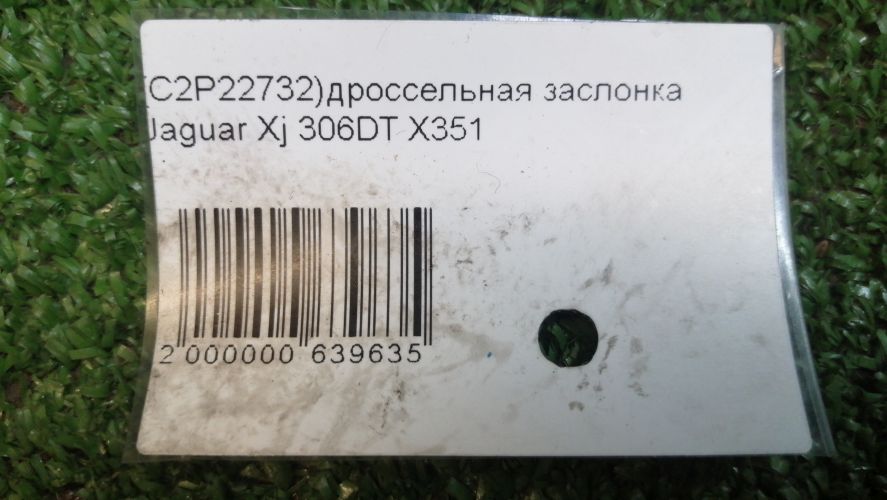 (C2P22732)дроссельная заслонка
Jaguar Xj 306DT X351
2 000000 639635